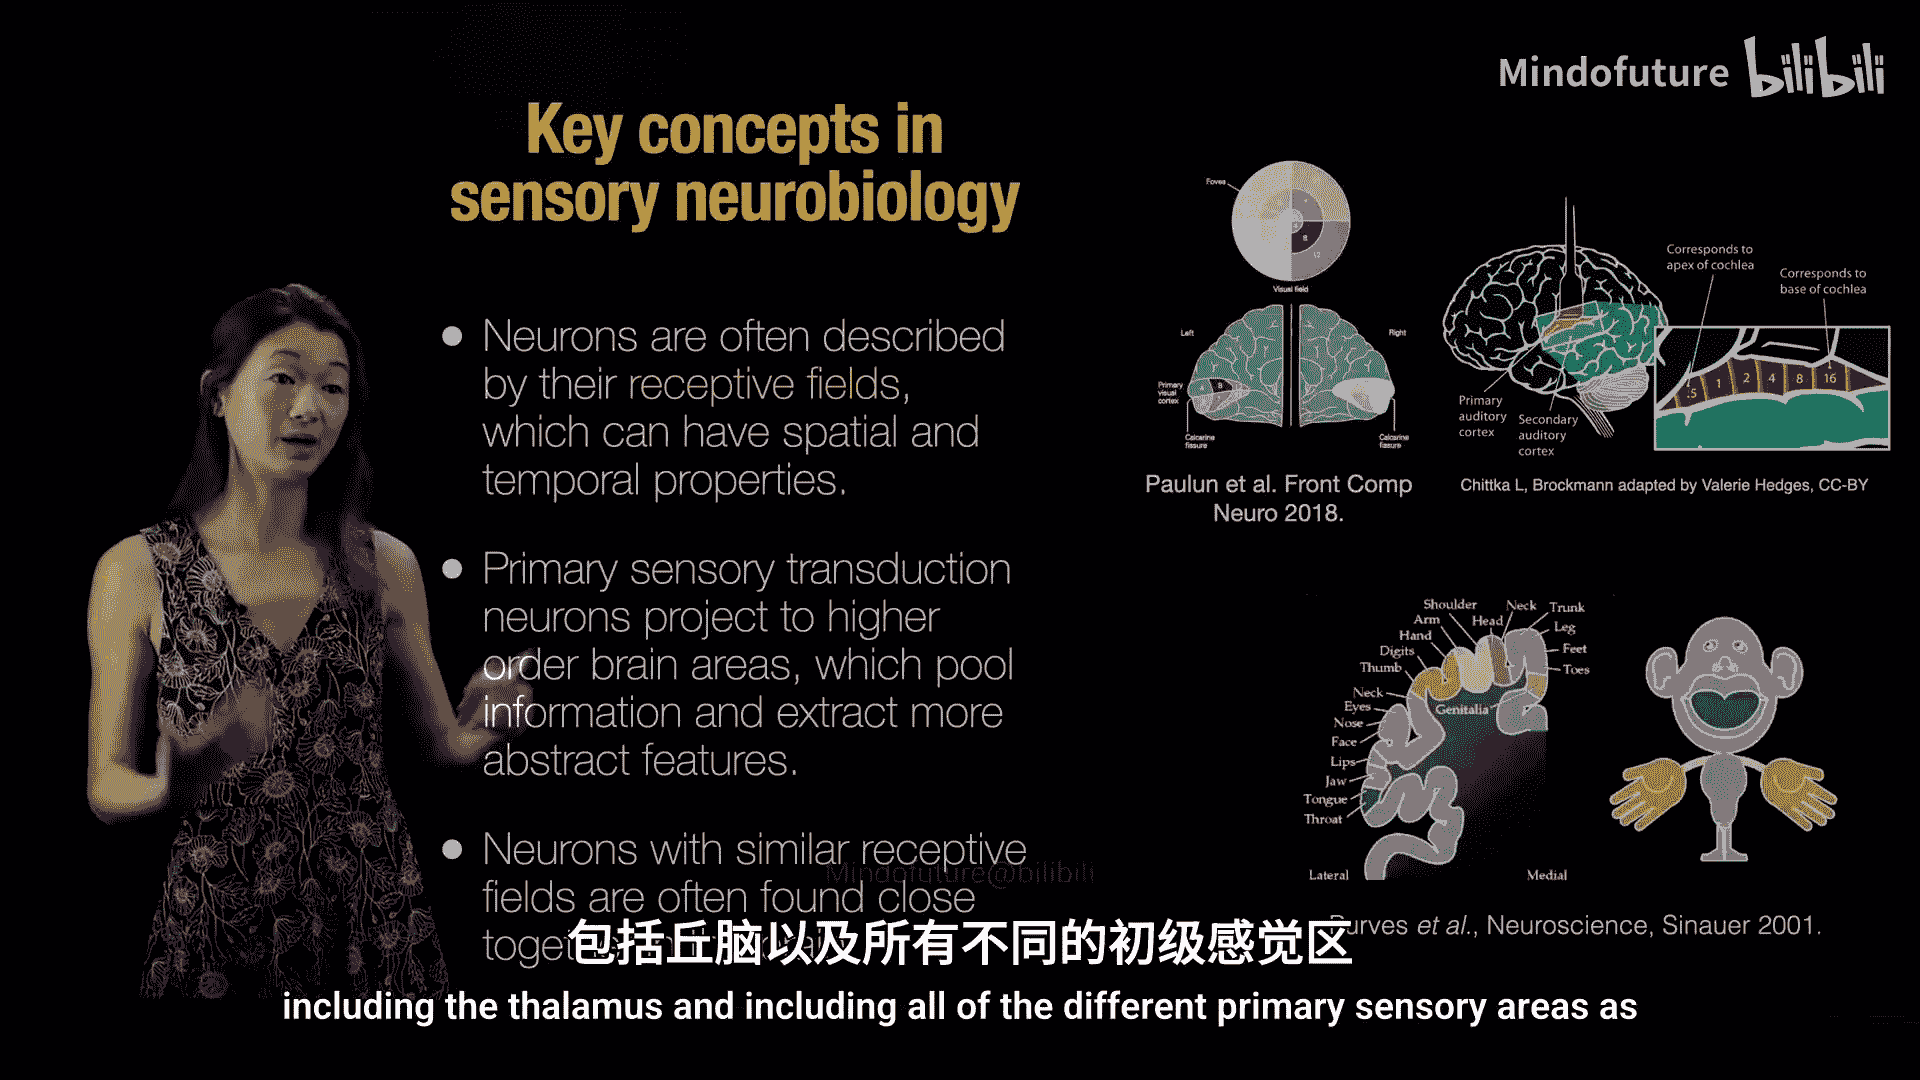 Mindofuture bilibili
Key concepts in
sensory neurobiology
Neurons are often described
by their receptive fields,
which can have spatial and
temporal properties.
Primary sensory transduction
neurons project to higher
order brain areas, which pool
information and extract more
abstract features.
Neurons with similar receptive
fields are often found close
Fovea
4
8
12
Visual field
Left
Right
Primary
visual
cortex
4 8
Calcarine
fissure
Calcarine
fissure
Paulun et al. Front Comp
Neuro 2018.
Corresponds to
apex of cochlea
Corresponds to
base of cochlea
.5 1 2 4 8 16
Primary
auditory
cortex
Secondary
auditory
cortex
Chittka L, Brockmann adapted by Valerie Hedges, CC-BY
Shoulder
Arm
Hand
Digits
Thumb
Neck
Eyes
Nose
Face
Lips
Jaw
Tongue
Throat
Head
Neck
Trunk
Leg
Feet
Toes
Genitalia
Lateral
Medial
urves et al., Neuroscience, Sinauer 2001.
Mindofuture@bilibili
包括丘脑以及所有不同的初级感觉区
including the thalamus and including all of the different primary sensory areas as